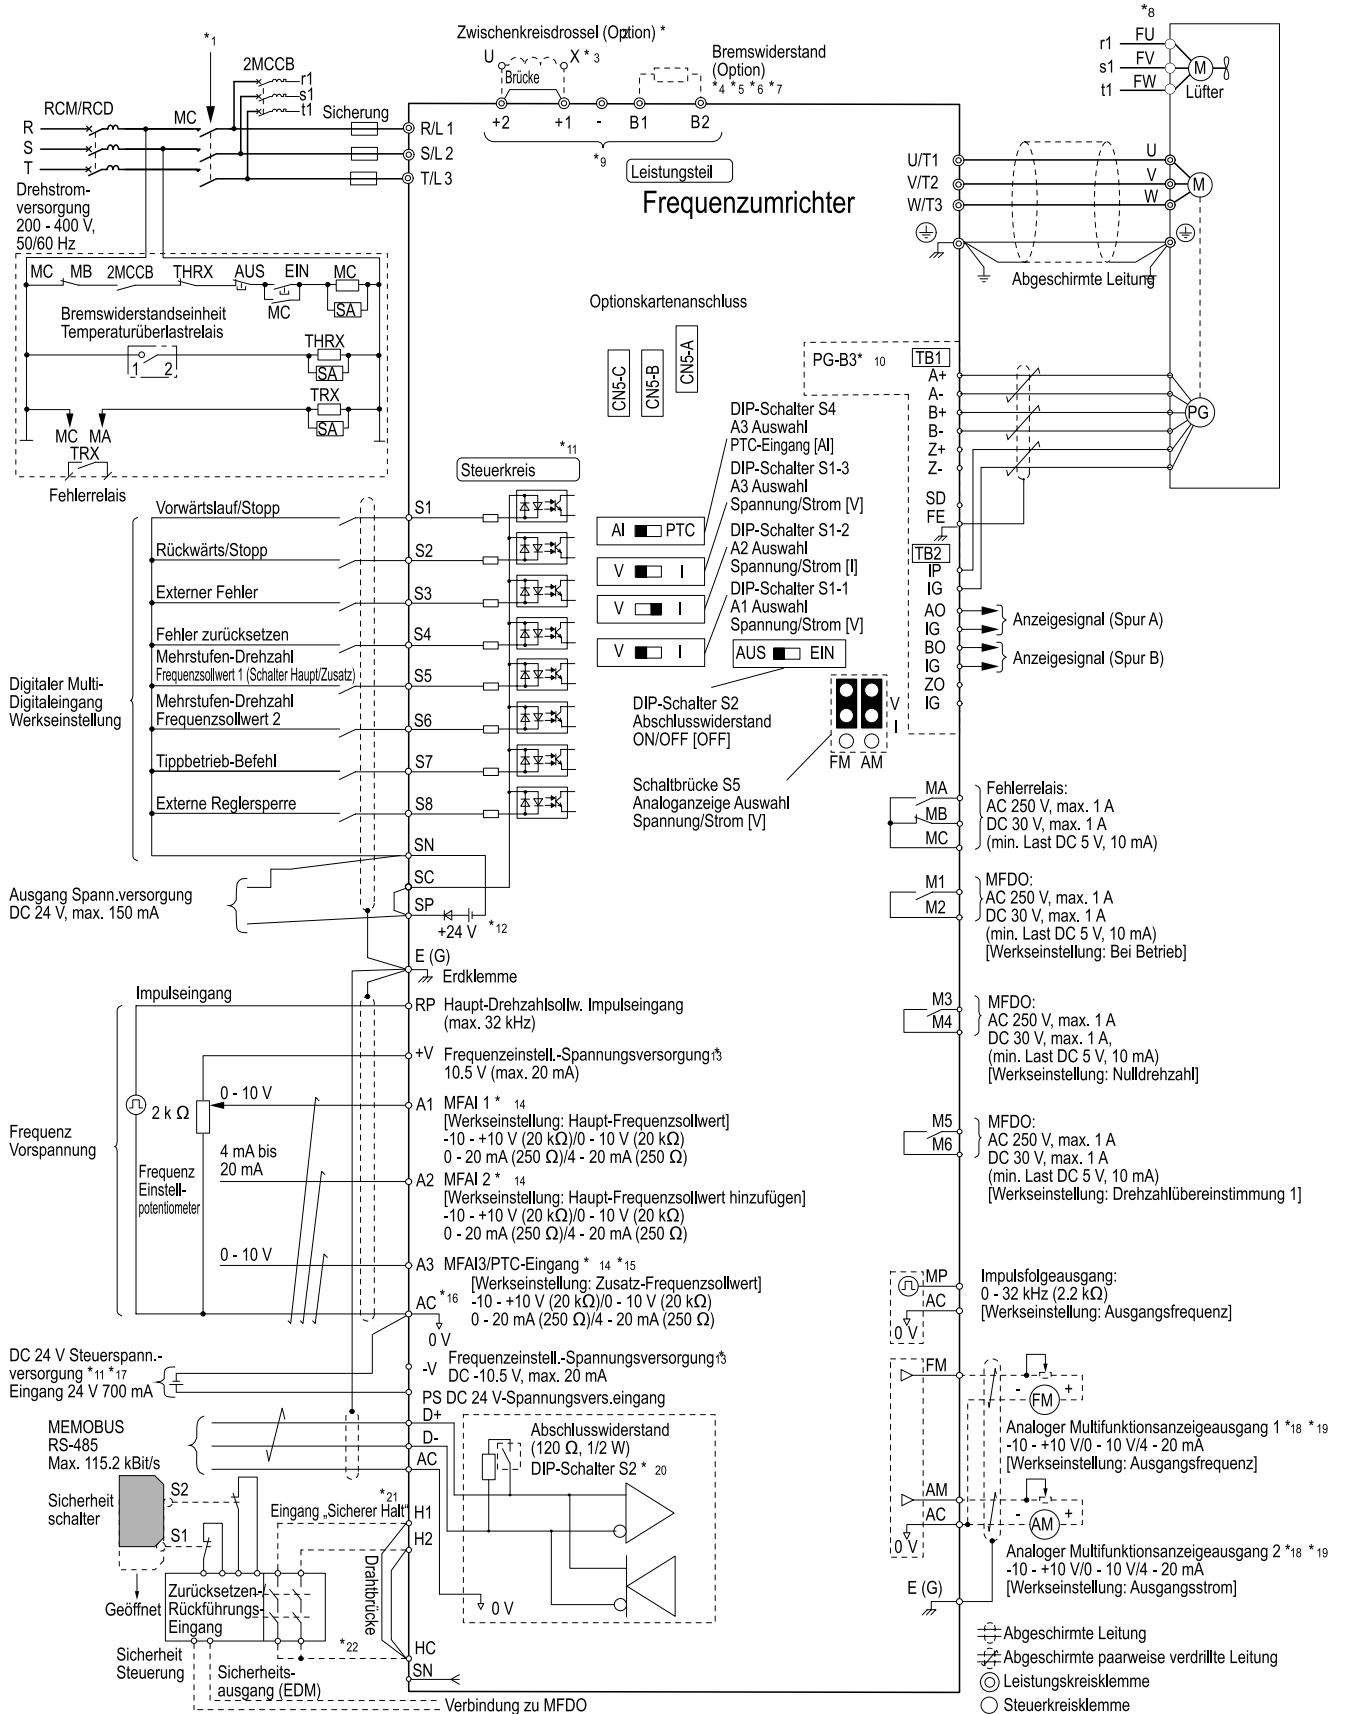 *8
Zwischenkreisdrossel (Option) *
U X *3
Brücke
Bremswiderstand
(Option)
*4 *5 *6 *7
r1 FU
s1 FV
t1 FW
M
Lüfter
*1
2MCCB
r1
s1
t1
RCM/RCD
MC
Sicherung
R
S
T
R/L1
S/L2
T/L3
+2 +1 - B1 B2
*9
Leistungsteil
Frequenzumrichter
U/T1
V/T2
W/T3
U
V
W
M
Abgeschirmte Leitung
Drehstrom-
versorgung
200 - 400 V,
50/60 Hz
MC MB 2MCCB THRX AUS EIN MC
MC
SA
Bremswiderstandseinheit
Temperaturüberlastrelais
1 2
THRX
SA
TRX
SA
MC MA
TRX
Fehlerrelais
Optionskartenanschluss
CN5-C
CN5-B
CN5-A
PG-B3* 10
TB1
A+
A-
B+
B-
Z+
Z-
SD
FE
TB2
IP
IG
AO
IG
BO
IG
ZO
IG
PG
Anzeigesignal (Spur A)
Anzeigesignal (Spur B)
DIP-Schalter S4
A3 Auswahl
PTC-Eingang [AI]
DIP-Schalter S1-3
A3 Auswahl
Spannung/Strom [V]
DIP-Schalter S1-2
A2 Auswahl
Spannung/Strom [I]
DIP-Schalter S1-1
A1 Auswahl
Spannung/Strom [V]
AI PTC
V I
V I
V I
AUS EIN
DIP-Schalter S2
Abschlusswiderstand
ON/OFF [OFF]
V
I
FM AM
Schaltbrücke S5
Analoganzeige Auswahl
Spannung/Strom [V]
*11
Steuerkreis
Digitaler Multi-
Digitaleingang
Werkseinstellung
Vorwärtslauf/Stopp
S1
Rückwärts/Stopp
S2
Externer Fehler
S3
Fehler zurücksetzen
S4
Mehrstufen-Drehzahl
Frequenzsollwert 1 (Schalter Haupt/Zusatz)
S5
Mehrstufen-Drehzahl
Frequenzsollwert 2
S6
Tippbetrieb-Befehl
S7
Externe Reglersperre
S8
SN
SC
SP
+24 V *12
Ausgang Spann.versorgung
DC 24 V, max. 150 mA
E (G)
Erdklemme
MA
MB
MC
Fehlerrelais:
AC 250 V, max. 1 A
DC 30 V, max. 1 A
(min. Last DC 5 V, 10 mA)
M1
M2
MFDO:
AC 250 V, max. 1 A
DC 30 V, max. 1 A
(min. Last DC 5 V, 10 mA)
[Werkseinstellung: Bei Betrieb]
M3
M4
MFDO:
AC 250 V, max. 1 A
DC 30 V, max. 1 A,
(min. Last DC 5 V, 10 mA)
[Werkseinstellung: Nulldrehzahl]
M5
M6
MFDO:
AC 250 V, max. 1 A
DC 30 V, max. 1 A
(min. Last DC 5 V, 10 mA)
[Werkseinstellung: Drehzahlübereinstimmung 1]
Frequenz
Vorspannung
Impulseingang
RP Haupt-Drehzahlsollw. Impulseingang
(max. 32 kHz)
+V Frequenzeinstell.-Spannungsversorgung*13
10.5 V (max. 20 mA)
2 k Ω
0 - 10 V
A1 MFAI 1 * 14
[Werkseinstellung: Haupt-Frequenzsollwert]
-10 - +10 V (20 kΩ)/0 - 10 V (20 kΩ)
0 - 20 mA (250 Ω)/4 - 20 mA (250 Ω)
Frequenz
Einstell-
potentiometer
4 mA bis
20 mA
A2 MFAI 2 * 14
[Werkseinstellung: Haupt-Frequenzsollwert hinzufügen]
-10 - +10 V (20 kΩ)/0 - 10 V (20 kΩ)
0 - 20 mA (250 Ω)/4 - 20 mA (250 Ω)
0 - 10 V
A3 MFAI3/PTC-Eingang * 14 *15
[Werkseinstellung: Zusatz-Frequenzsollwert]
-10 - +10 V (20 kΩ)/0 - 10 V (20 kΩ)
0 - 20 mA (250 Ω)/4 - 20 mA (250 Ω)
AC *16
0 V
-V Frequenzeinstell.-Spannungsversorgung*13
DC -10.5 V, max. 20 mA
DC 24 V Steuerspann.-
versorgung *11 *17
Eingang 24 V 700 mA
PS DC 24 V-Spannungsvers.eingang
MP
AC
0 V
Impulsfolgeausgang:
0 - 32 kHz (2.2 kΩ)
[Werkseinstellung: Ausgangsfrequenz]
FM
- +
FM
Analoger Multifunktionsanzeigeausgang 1 *18 *19
-10 - +10 V/0 - 10 V/4 - 20 mA
[Werkseinstellung: Ausgangsfrequenz]
AM
AC
0 V
- +
AM
Analoger Multifunktionsanzeigeausgang 2 *18 *19
-10 - +10 V/0 - 10 V/4 - 20 mA
[Werkseinstellung: Ausgangsstrom]
E (G)
MEMOBUS
RS-485
Max. 115.2 kBit/s
D+
D-
AC
Abschlusswiderstand
(120 Ω, 1/2 W)
DIP-Schalter S2 * 20
0 V
Sicherheit
schalter
S2
S1
Geöffnet
*21
Eingang „Sicherer Halt“
H1
H2
Drahtbrücke
Zurücksetzen-/
Rückführungs-
Eingang
*22
HC
SN
Sicherheit
Steuerung
Sicherheits-
ausgang (EDM)
Verbindung zu MFDO
Abgeschirmte Leitung
Abgeschirmte paarweise verdrillte Leitung
Leistungskreisklemme
Steuerkreisklemme